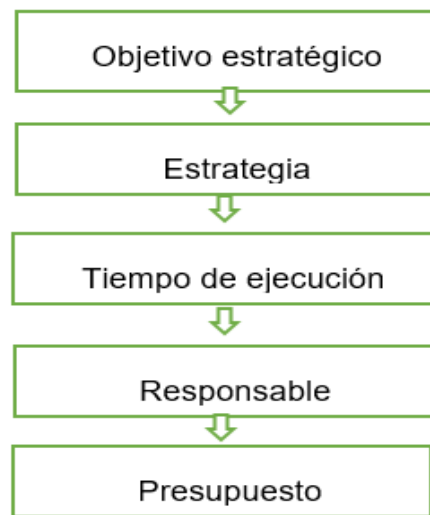 Objetivo estratégico
Estrategia
Tiempo de ejecución
Responsable
Presupuesto